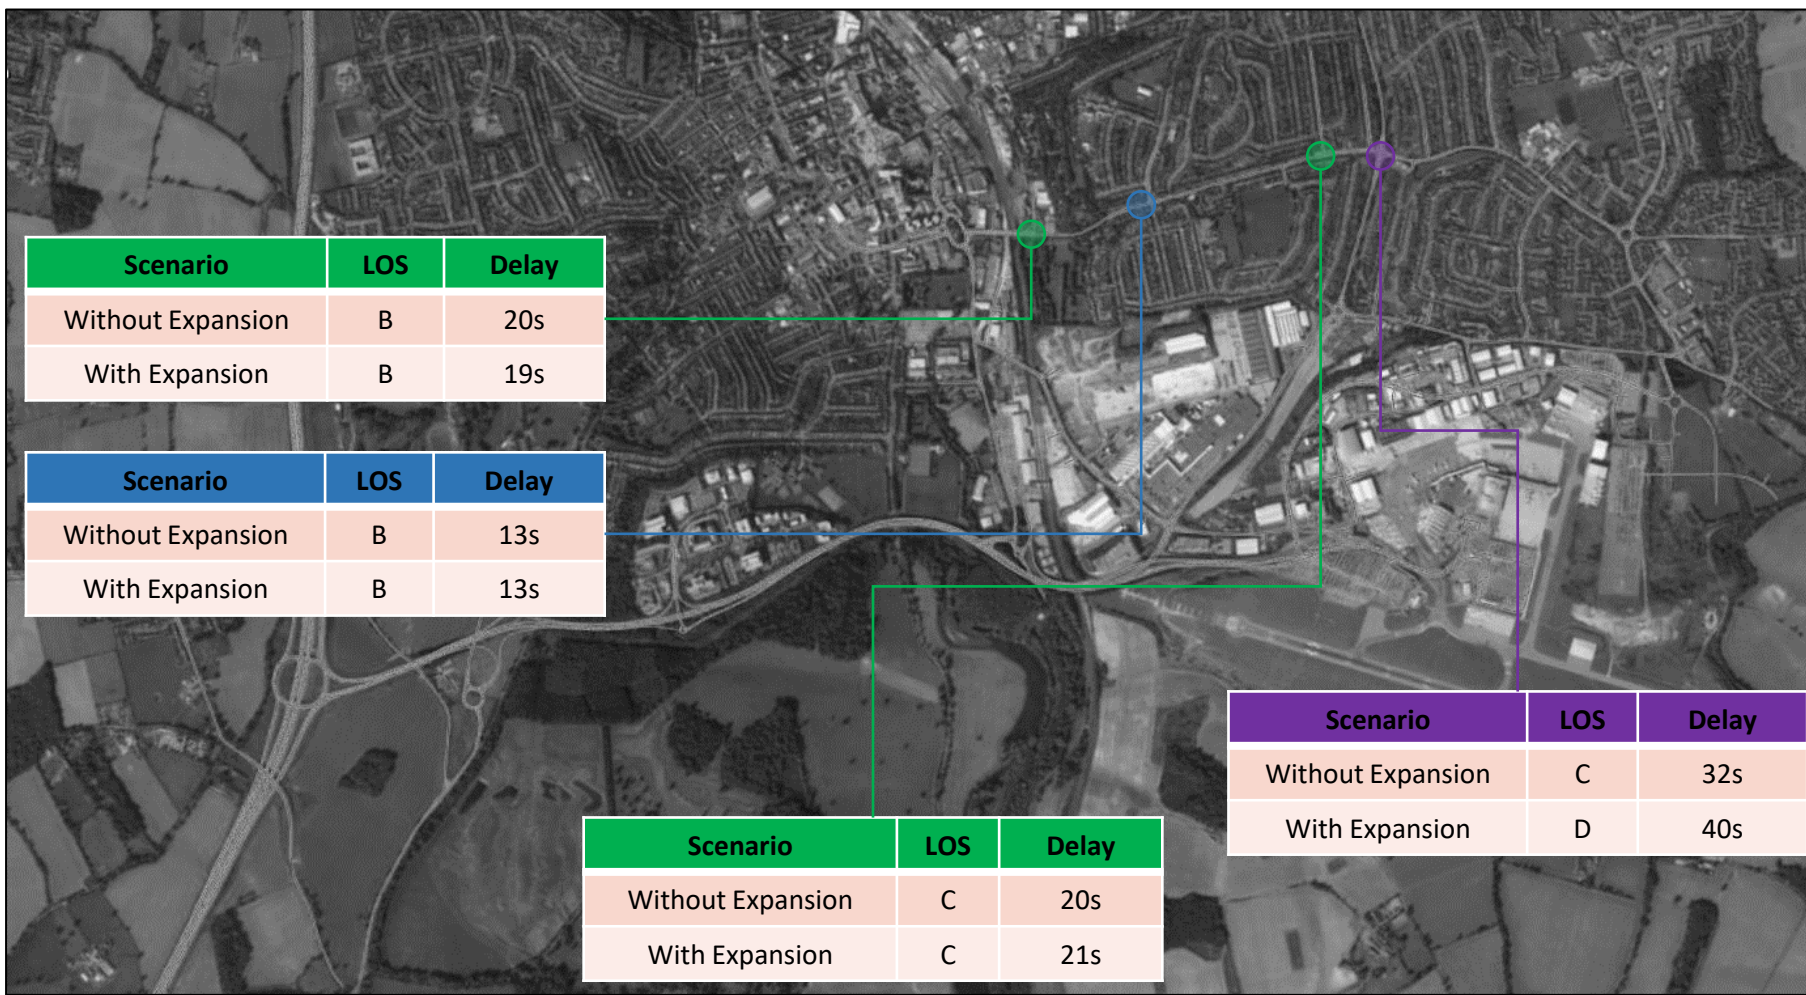 Scenario LOS Delay
Without Expansion B 20s
With Expansion B 19s
Scenario LOS Delay
Without Expansion B 13s
With Expansion B 13s
Scenario LOS Delay
Without Expansion C 32s
With Expansion D 40s
Scenario LOS Delay
Without Expansion C 20s
With Expansion C 21s